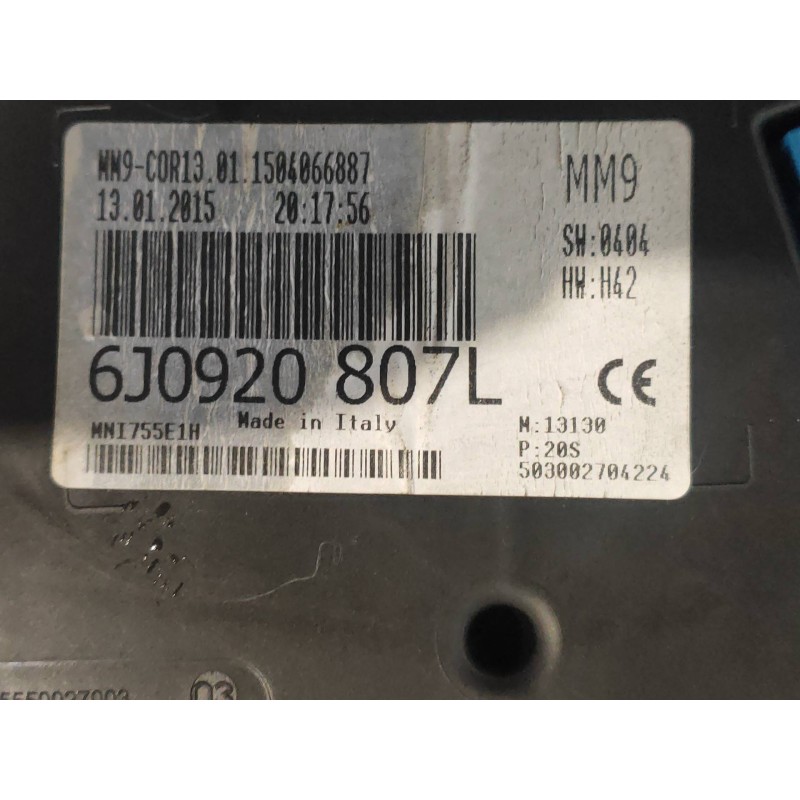 MM9-COR13.01.1504066887
13.01.2015 20:17:56
MM9
SW:0404
HW:H42
6J0920 807L
CE
MNI755E1H
Made in Italy
M:13130
P:20S
503002704224
03